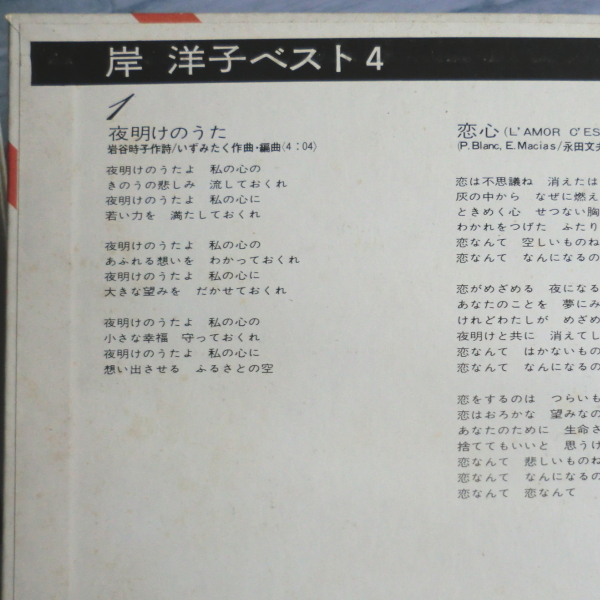 岸 洋子ベスト4
1
夜明けのうた
岩谷時子作詩/いずみたく作曲・編曲(4:04)
夜明けのうたよ 私の心の
きのうの悲しみ 流しておくれ
夜明けのうたよ 私の心に
若い力を 満たしておくれ
夜明けのうたよ 私の心の
あふれる想いを わかっておくれ
夜明けのうたよ 私の心に
大きな望みを だかせておくれ
夜明けのうたよ 私の心の
小さな幸福 守っておくれ
夜明けのうたよ 私の心に
想い出させる ふるさとの空
恋心(L'AMOR C'ES
(P. Blanc, E. Macias/永田文夫
恋は不思議ね 消えたは
灰の中から なぜに燃え
ときめく心 せつない胸
わかれをつげた ふたり
恋なんて 空しいものね
恋なんて なんになるの
恋がめざめる 夜になる
あなたのことを 夢にみ
けれどわたしが めざめ
夜明けと共に 消えてし
恋なんて はかないもの
恋なんて なんになるの
恋をするのは つらいも
恋はおろかな 望みなの
あなたのために 生命さ
捨ててもいいと 思うけ
恋なんて 悲しいものね
恋なんて なんになるの
恋なんて 恋なんて